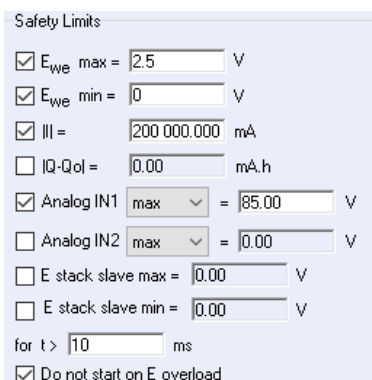 Safety Limits
E we max = 2.5 V
E we min = 0 V
|I| = 200 000.000 mA
|Q-Qo| = 0.00 mA.h
Analog IN1 max = 85.00 V
Analog IN2 max = 0.00 V
E stack slave max = 0.00 V
E stack slave min = 0.00 V
for t > 10 ms
Do not start on E overload